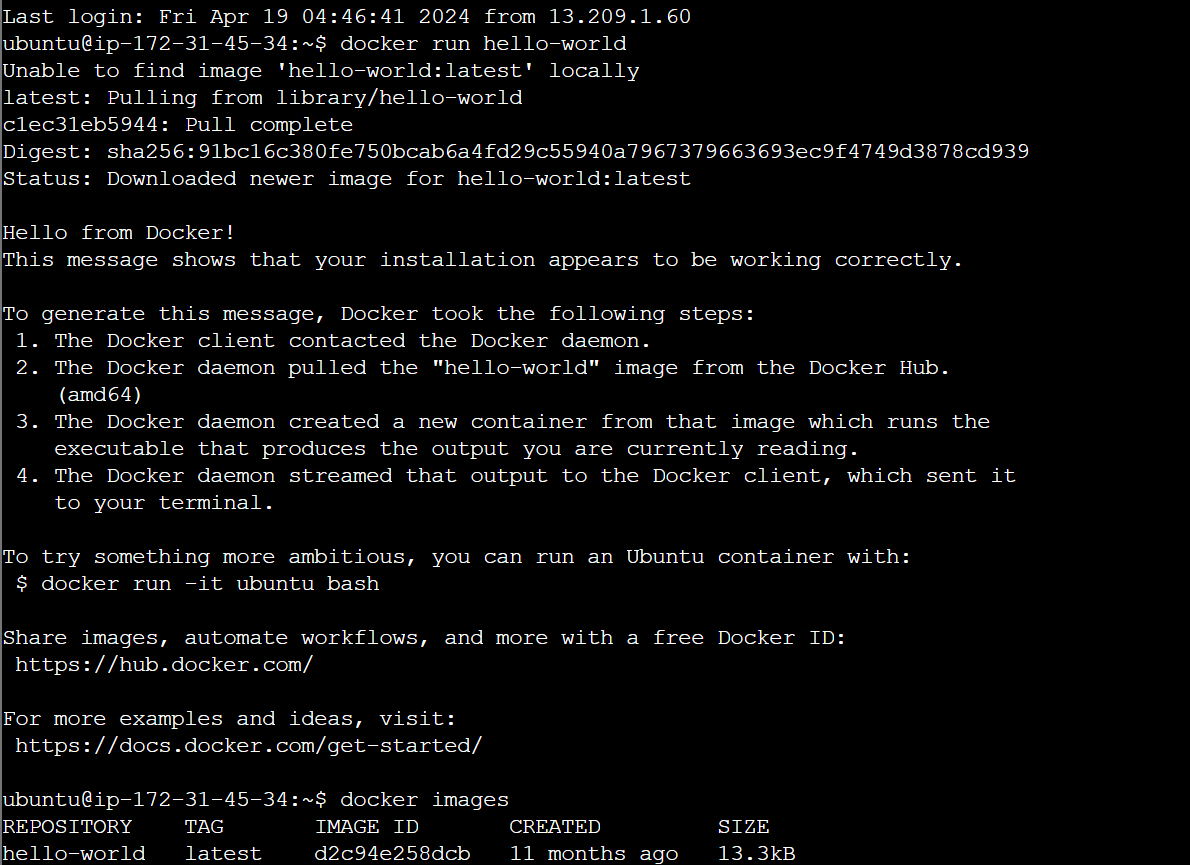 Last login: Fri Apr 19 04:46:41 2024 from 13.209.1.60
ubuntu@ip-172-31-45-34:~$ docker run hello-world
Unable to find image 'hello-world:latest' locally
latest: Pulling from library/hello-world
c1ec31eb5944: Pull complete
Digest: sha256:91bc16c380fe750bcab6a4fd29c55940a7967379663693ec9f4749d3878cd939
Status: Downloaded newer image for hello-world:latest

Hello from Docker!
This message shows that your installation appears to be working correctly.

To generate this message, Docker took the following steps:
 1. The Docker client contacted the Docker daemon.
 2. The Docker daemon pulled the "hello-world" image from the Docker Hub.
    (amd64)
 3. The Docker daemon created a new container from that image which runs the
    executable that produces the output you are currently reading.
 4. The Docker daemon streamed that output to the Docker client, which sent it
    to your terminal.

To try something more ambitious, you can run an Ubuntu container with:
 $ docker run -it ubuntu bash

Share images, automate workflows, and more with a free Docker ID:
 https://hub.docker.com/

For more examples and ideas, visit:
 https://docs.docker.com/get-started/

ubuntu@ip-172-31-45-34:~$ docker images
REPOSITORY    TAG       IMAGE ID       CREATED         SIZE
hello-world   latest    d2c94e258dcb   11 months ago   13.3kB